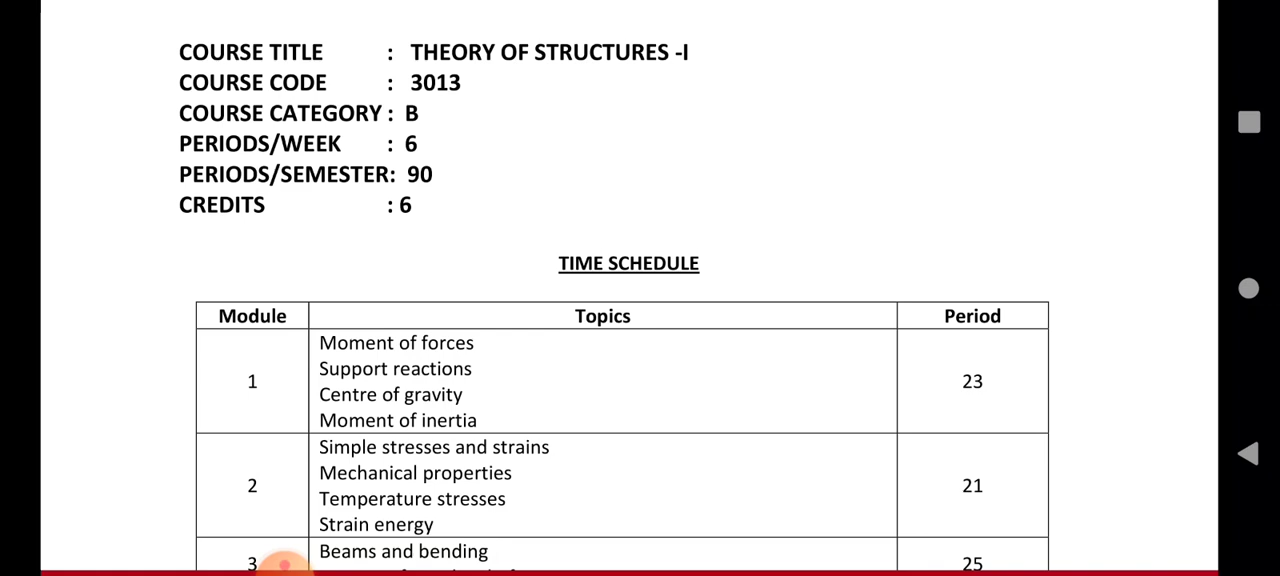 COURSE TITLE : THEORY OF STRUCTURES -I
COURSE CODE : 3013
COURSE CATEGORY : B
PERIODS/WEEK : 6
PERIODS/SEMESTER: 90
CREDITS : 6
TIME SCHEDULE
Module Topics Period
1
Moment of forces
Support reactions
Centre of gravity
Moment of inertia
23
2
Simple stresses and strains
Mechanical properties
Temperature stresses
Strain energy
21
3
Beams and bending
25